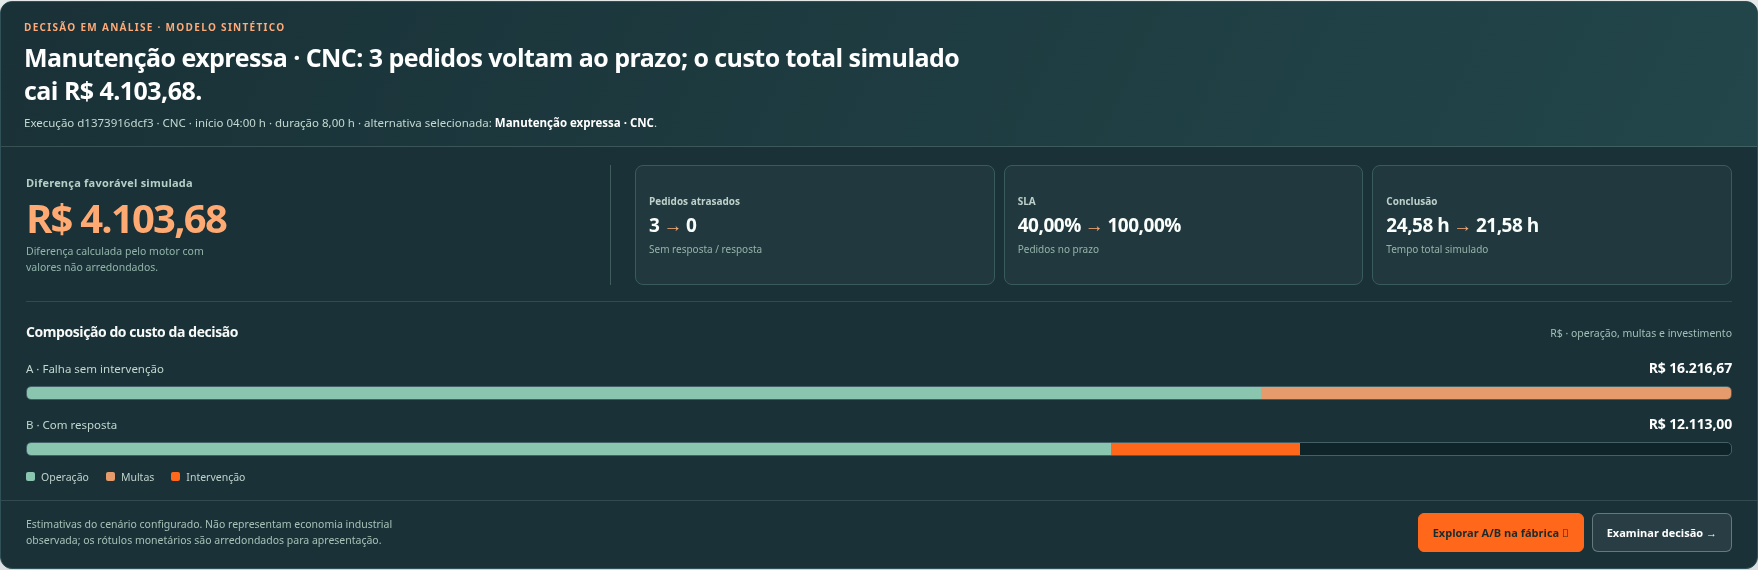 DECISÃO EM ANÁLISE · MODELO SINTÉTICO
Manutenção expressa · CNC: 3 pedidos voltam ao prazo; o custo total simulado
cai R$ 4.103,68.
Execução d1373916dcf3 · CNC · início 04:00 h · duração 8,00 h · alternativa selecionada: Manutenção expressa · CNC.
Diferença favorável simulada
R$ 4.103,68
Diferença calculada pelo motor com
valores não arredondados.
Pedidos atrasados
3 → 0
Sem resposta / resposta
SLA
40,00% → 100,00%
Pedidos no prazo
Conclusão
24,58 h → 21,58 h
Tempo total simulado
Composição do custo da decisão
R$ · operação, multas e investimento
A · Falha sem intervenção
R$ 16.216,67
B · Com resposta
R$ 12.113,00
Operação
Multas
Intervenção
Estimativas do cenário configurado. Não representam economia industrial
observada; os rótulos monetários são arredondados para apresentação.
Explorar A/B na fábrica
Examinar decisão →